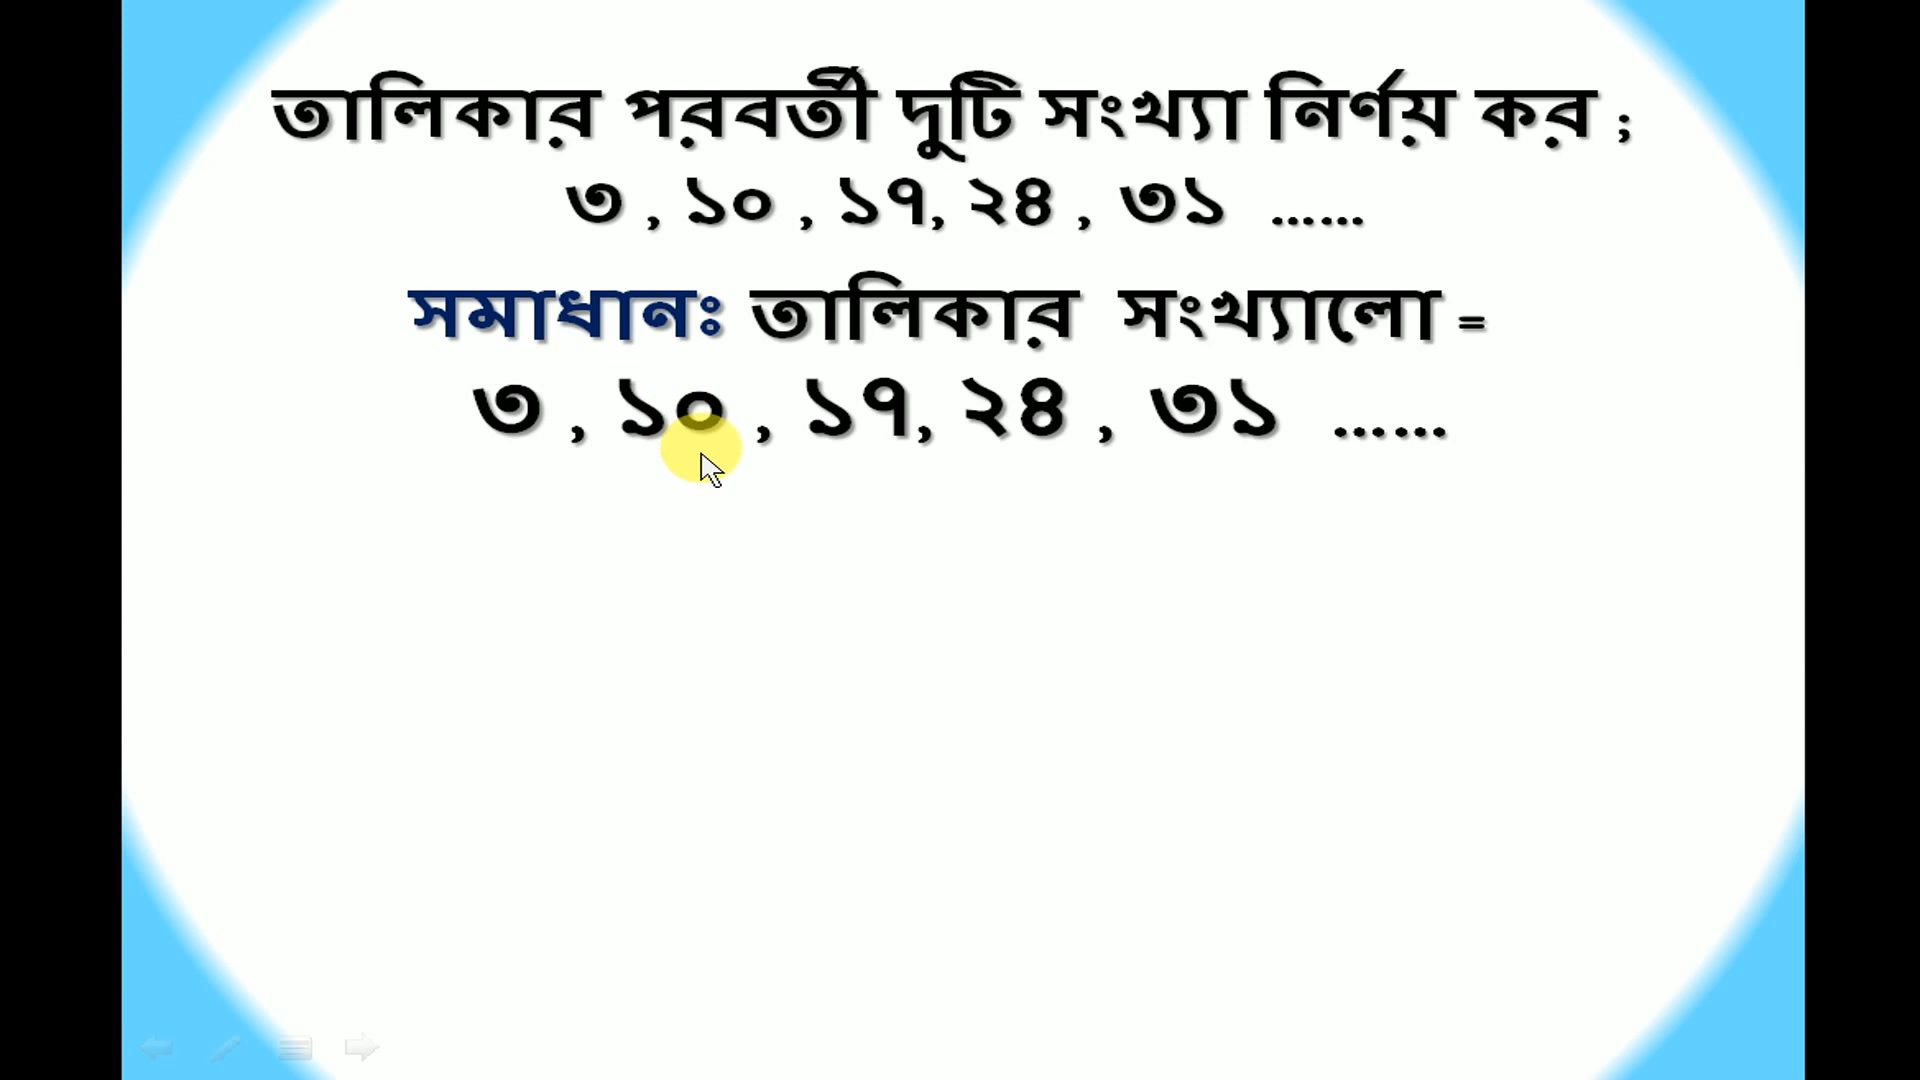 তালিকার পরবর্তী দুটি সংখ্যা নির্ণয় কর ;
৩ , ১০ , ১৭, ২৪ , ৩১ ......
সমাধানঃ তালিকার সংখ্যালো =
৩ , ১০ , ১৭, ২৪ , ৩১ ......